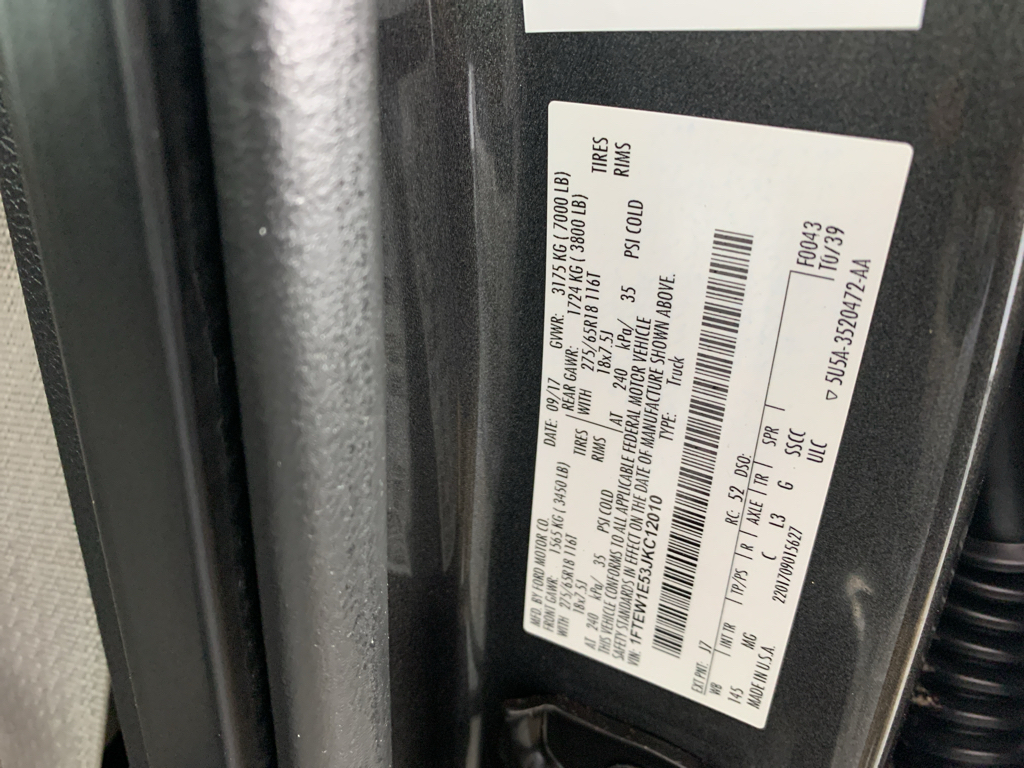 MFD. BY FORD MOTOR CO.
DATE: 09/17 GVWR: 3175 KG ( 7000 LB)
FRONT GAWR: 1565 KG ( 3450 LB)
REAR GAWR: 1724 KG ( 3800 LB)
WITH 275/65R18 116T TIRES
WITH 275/65R18 116T TIRES
18x7.5J RIMS
18x7.5J RIMS
AT 240 kPa/ 35 PSI COLD
AT 240 kPa/ 35 PSI COLD
THIS VEHICLE CONFORMS TO ALL APPLICABLE FEDERAL MOTOR VEHICLE
SAFETY STANDARDS IN EFFECT ON THE DATE OF MANUFACTURE SHOWN ABOVE.
VIN: 1FTEW1E53JKC12010
TYPE: Truck
EXT PNT: J7 RC: 52 DSO:
WB INT TR TP/PS R AXLE TR SPR F0043
145 MG C L3 G SSCC T0/39
MADE IN U.S.A. 220170901562? ULC
▽ 5U5A-3520472-AA